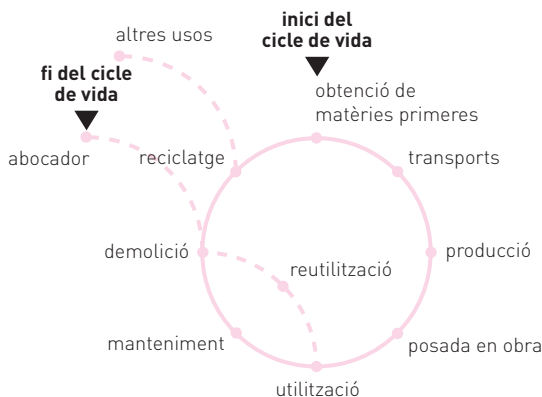 altres usos
inici del
cicle de vida
fi del cicle
de vida
obtenció de
matèries primeres
abocador
reciclatge
transports
demolició
reutilització
producció
manteniment
posada en obra
utilització